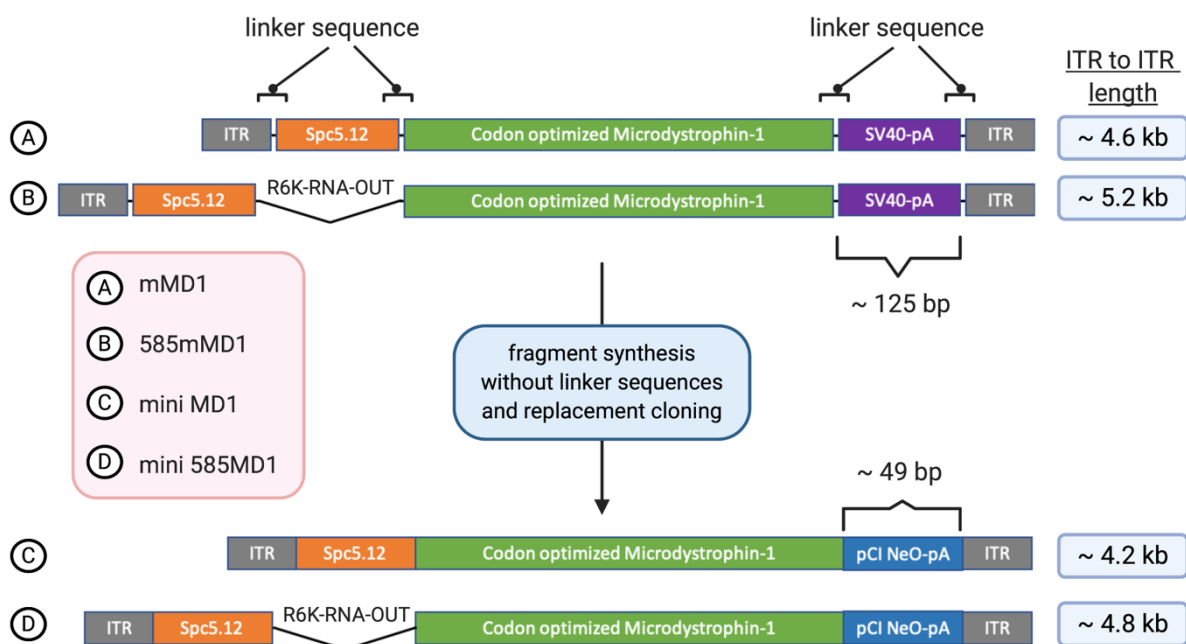 linker sequence
linker sequence
ITR to ITR
length
A
ITR
Spc5.12
Codon optimized Microdystrophin-1
SV40-pA
ITR
~ 4.6 kb
B
ITR
Spc5.12
R6K-RNA-OUT
Codon optimized Microdystrophin-1
SV40-pA
ITR
~ 5.2 kb
A mMD1
B 585mMD1
C mini MD1
D mini 585MD1
~ 125 bp
fragment synthesis
without linker sequences
and replacement cloning
~ 49 bp
C
ITR
Spc5.12
Codon optimized Microdystrophin-1
pCI NeO-pA
ITR
~ 4.2 kb
D
ITR
Spc5.12
R6K-RNA-OUT
Codon optimized Microdystrophin-1
pCI NeO-pA
ITR
~ 4.8 kb